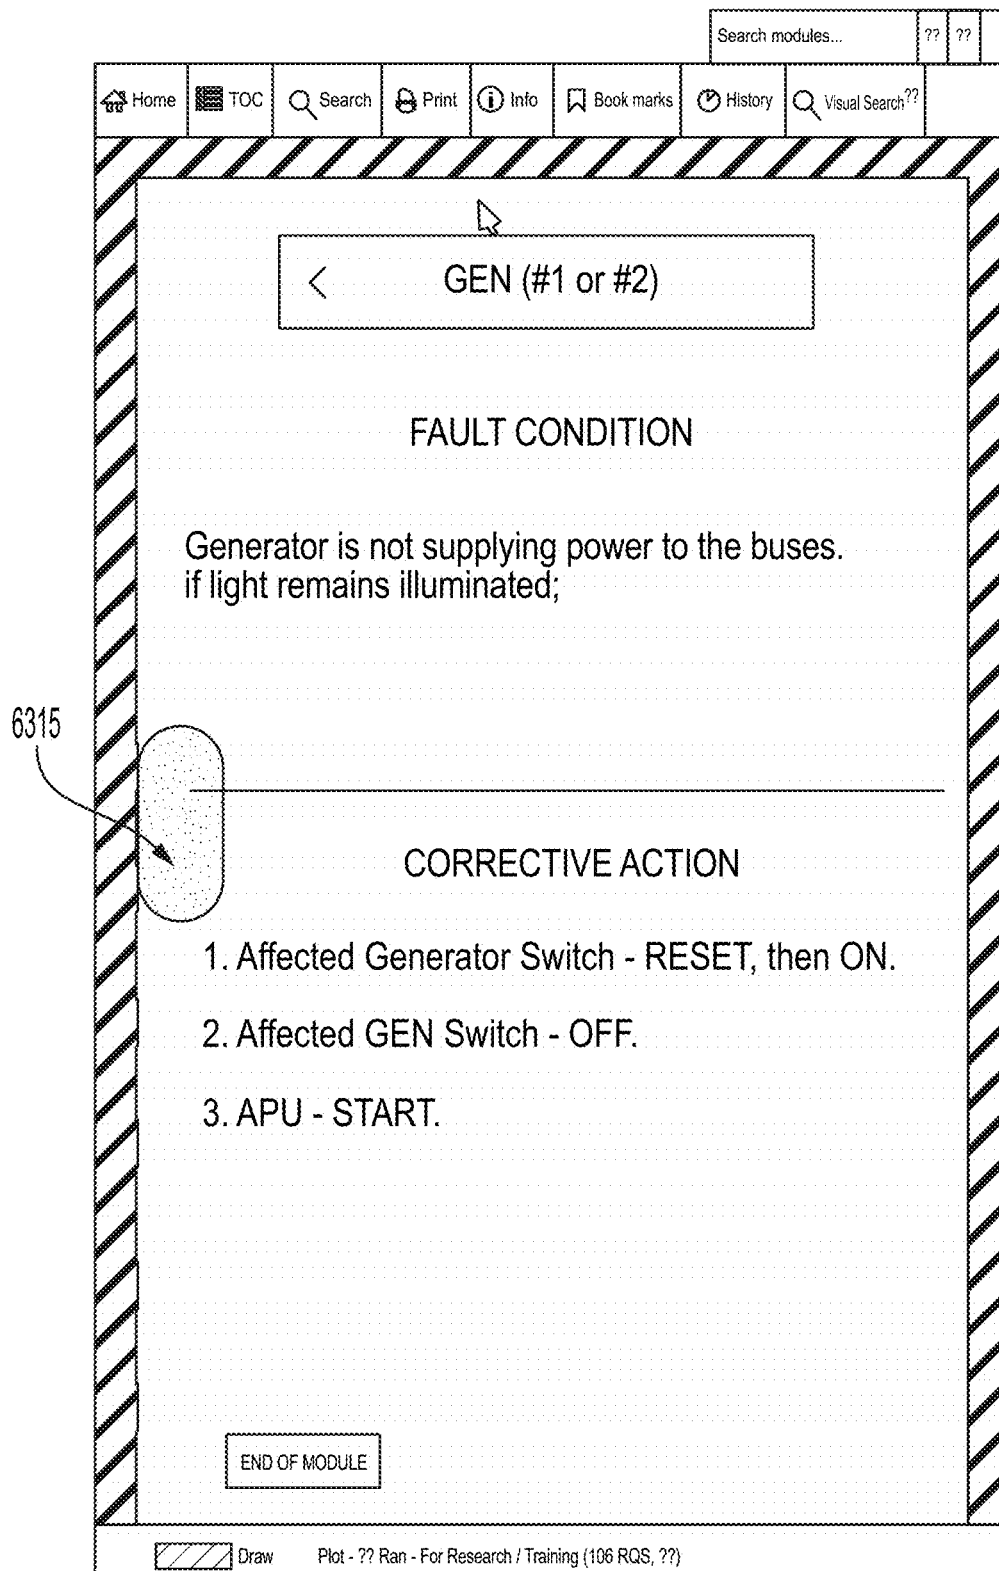 Search modules... ?? ??
Home TOC Search Print Info Book marks History Visual Search??
< GEN (#1 or #2)
FAULT CONDITION
Generator is not supplying power to the buses.
if light remains illuminated;
6315
CORRECTIVE ACTION
1. Affected Generator Switch - RESET, then ON.
2. Affected GEN Switch - OFF.
3. APU - START.
END OF MODULE
Draw Plot - ?? Ran - For Research / Training (106 RQS, ??)